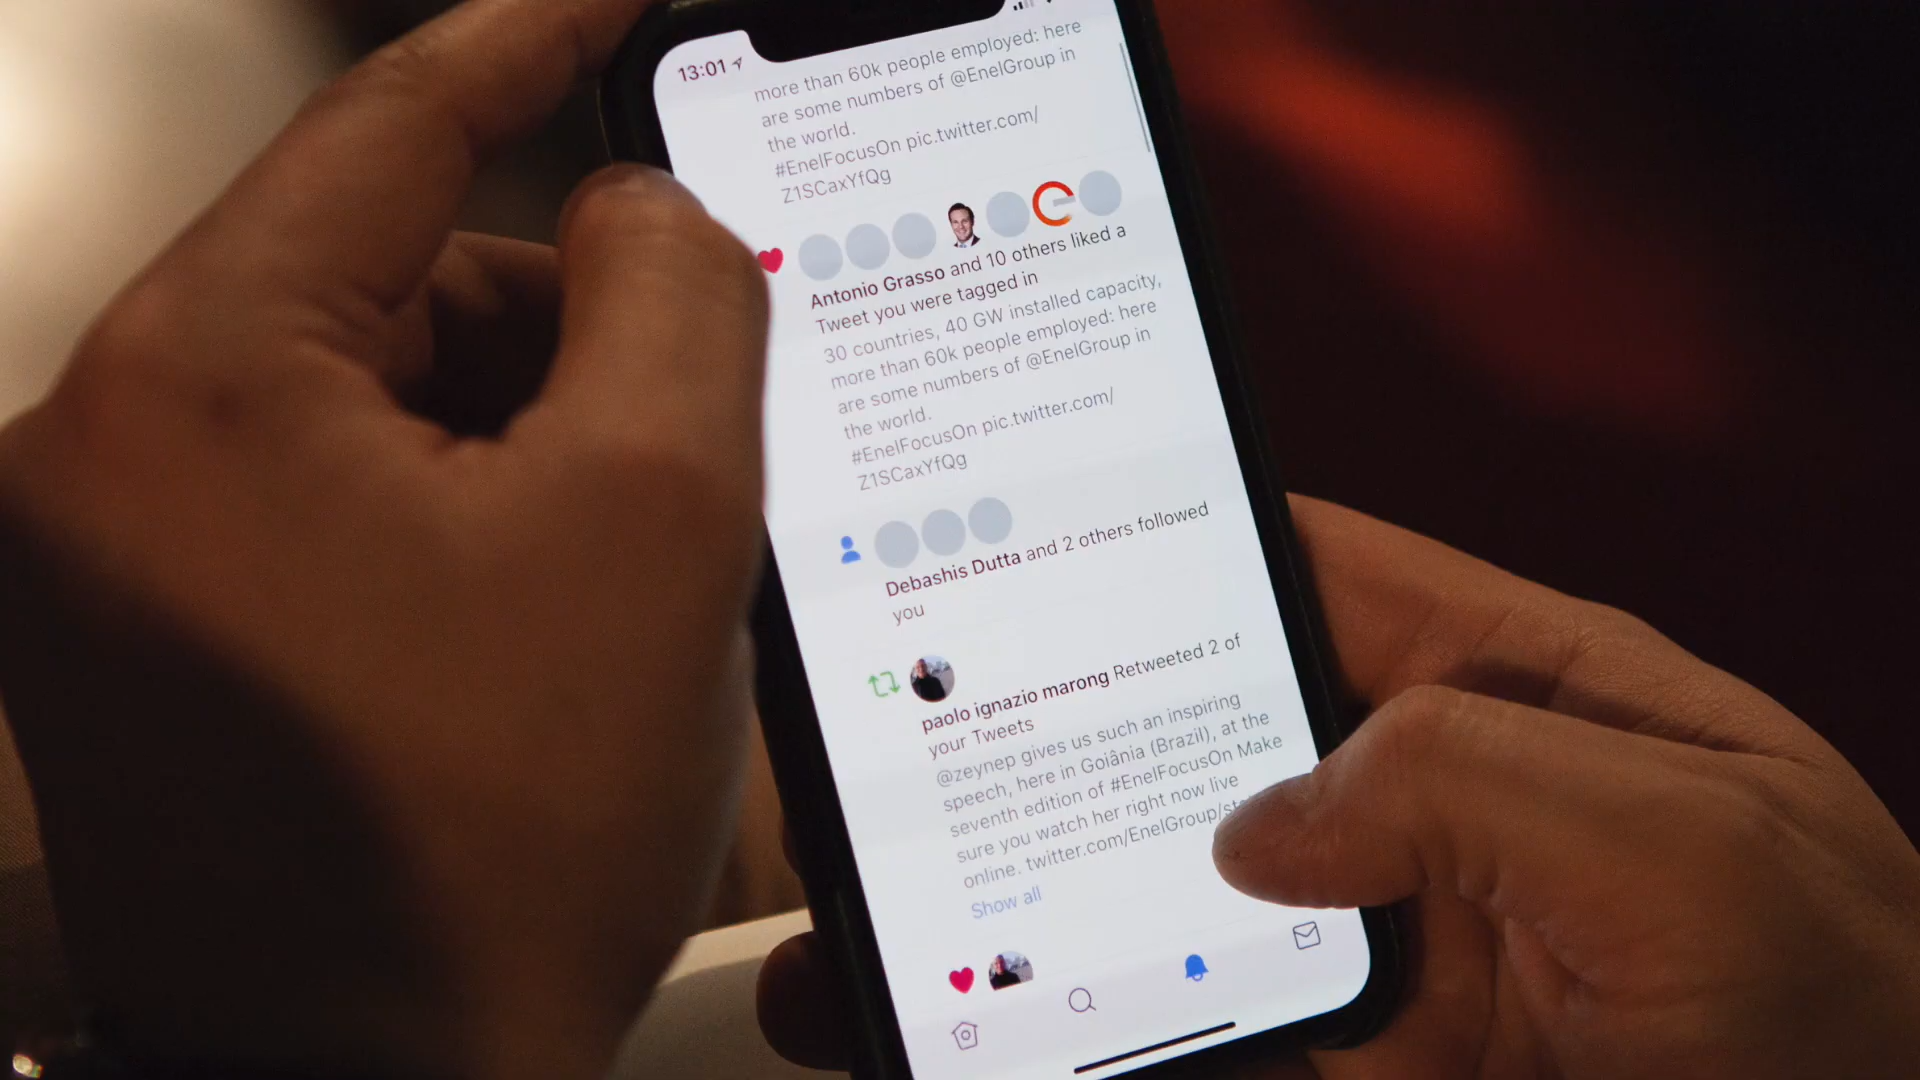 13:01
more than 60k people employed: here
are some numbers of @EnelGroup in
the world.
#EnelFocusOn pic.twitter.com/
Z1SCaxYfQg
Antonio Grasso and 10 others liked a
Tweet you were tagged in
30 countries, 40 GW installed capacity,
more than 60k people employed: here
are some numbers of @EnelGroup in
the world.
#EnelFocusOn pic.twitter.com/
Z1SCaxYfQg
Debashis Dutta and 2 others followed
you
paolo ignazio marong Retweeted 2 of
your Tweets
@zeynep gives us such an inspiring
speech, here in Goiânia (Brazil), at the
seventh edition of #EnelFocusOn Make
sure you watch her right now live
online. twitter.com/EnelGroup/st
Show all